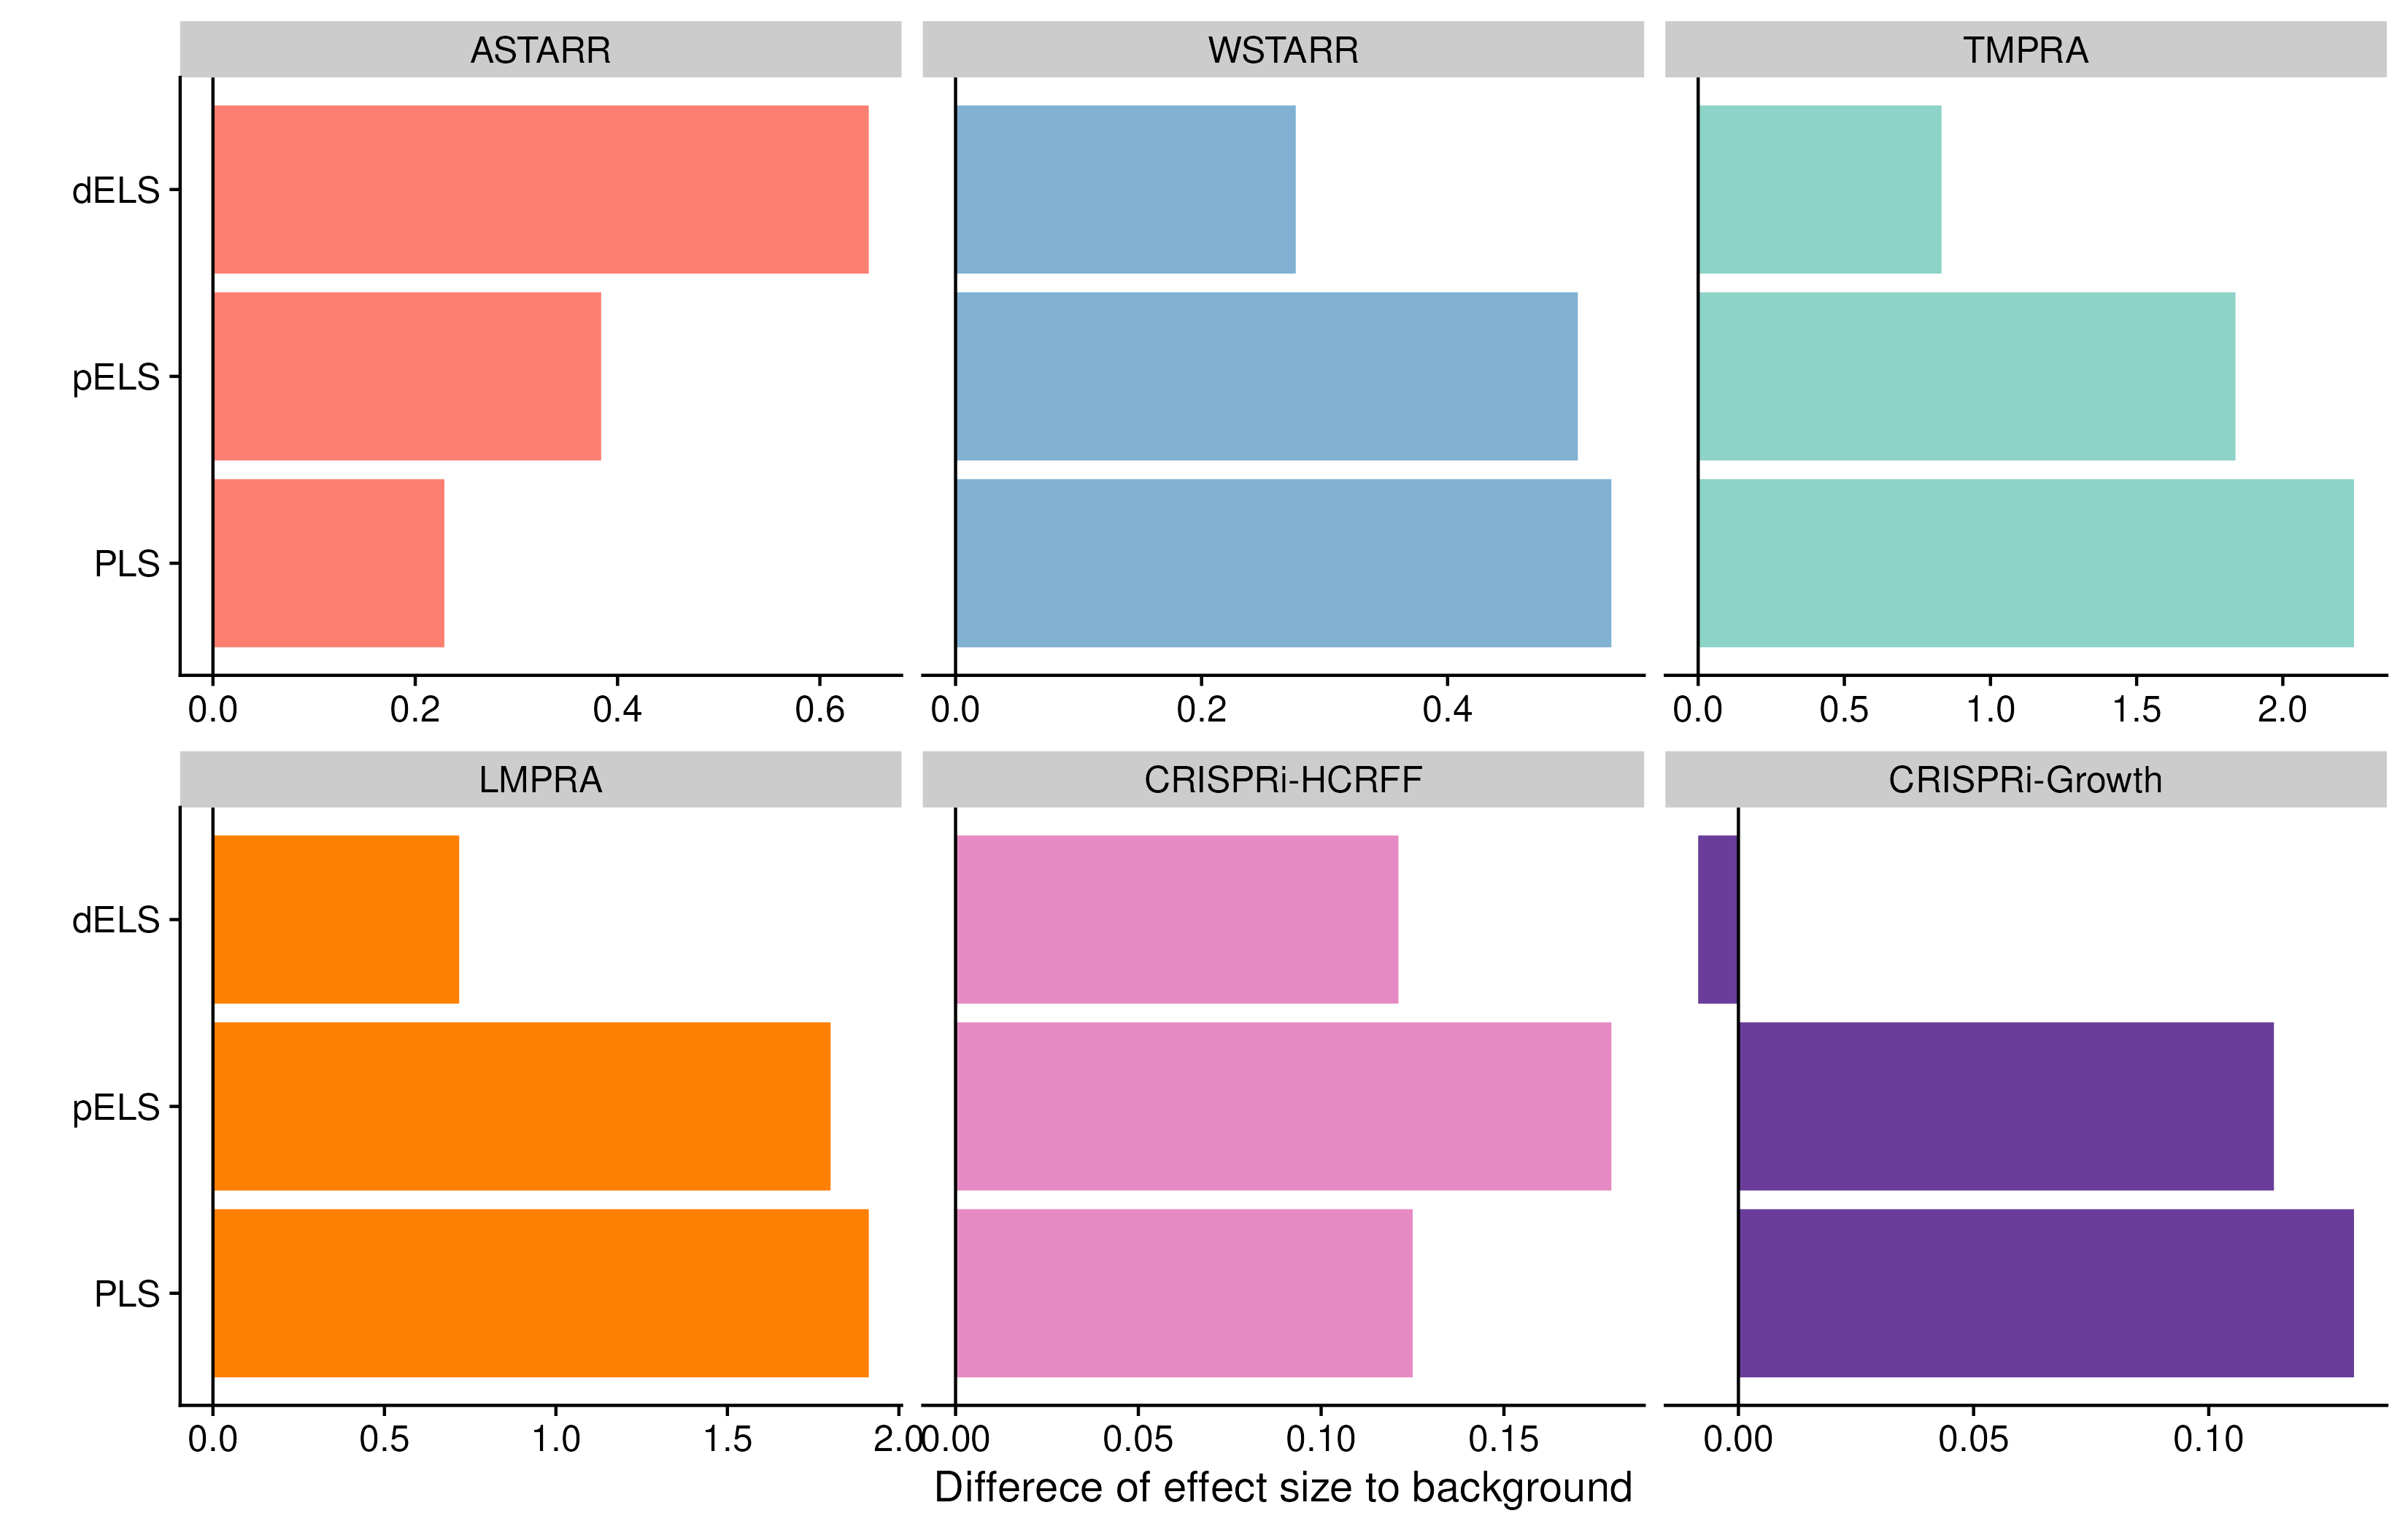 ASTARR WSTARR TMPRA
dELS
pELS
PLS
0.0 0.2 0.4 0.6 0.0 0.2 0.4 0.0 0.5 1.0 1.5 2.0
LMPRA CRISPRi-HCRFF CRISPRi-Growth
dELS
pELS
PLS
0.0 0.5 1.0 1.5 2.0 0.00 0.05 0.10 0.15 0.00 0.05 0.10
Differece of effect size to background